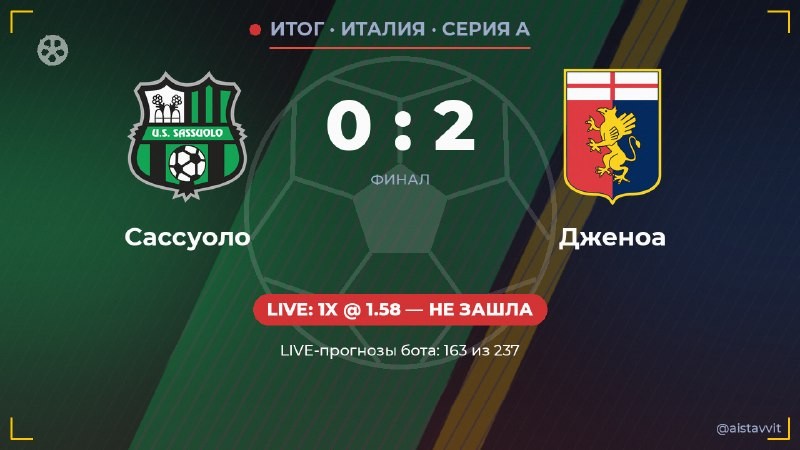 ИТОГ · ИТАЛИЯ · СЕРИЯ А
U.S. SASSUOLO
0 : 2
ФИНАЛ
Сассуоло
Дженоа
LIVE: 1X @ 1.58 — НЕ ЗАШЛА
LIVE-прогнозы бота: 163 из 237
@aistavvit